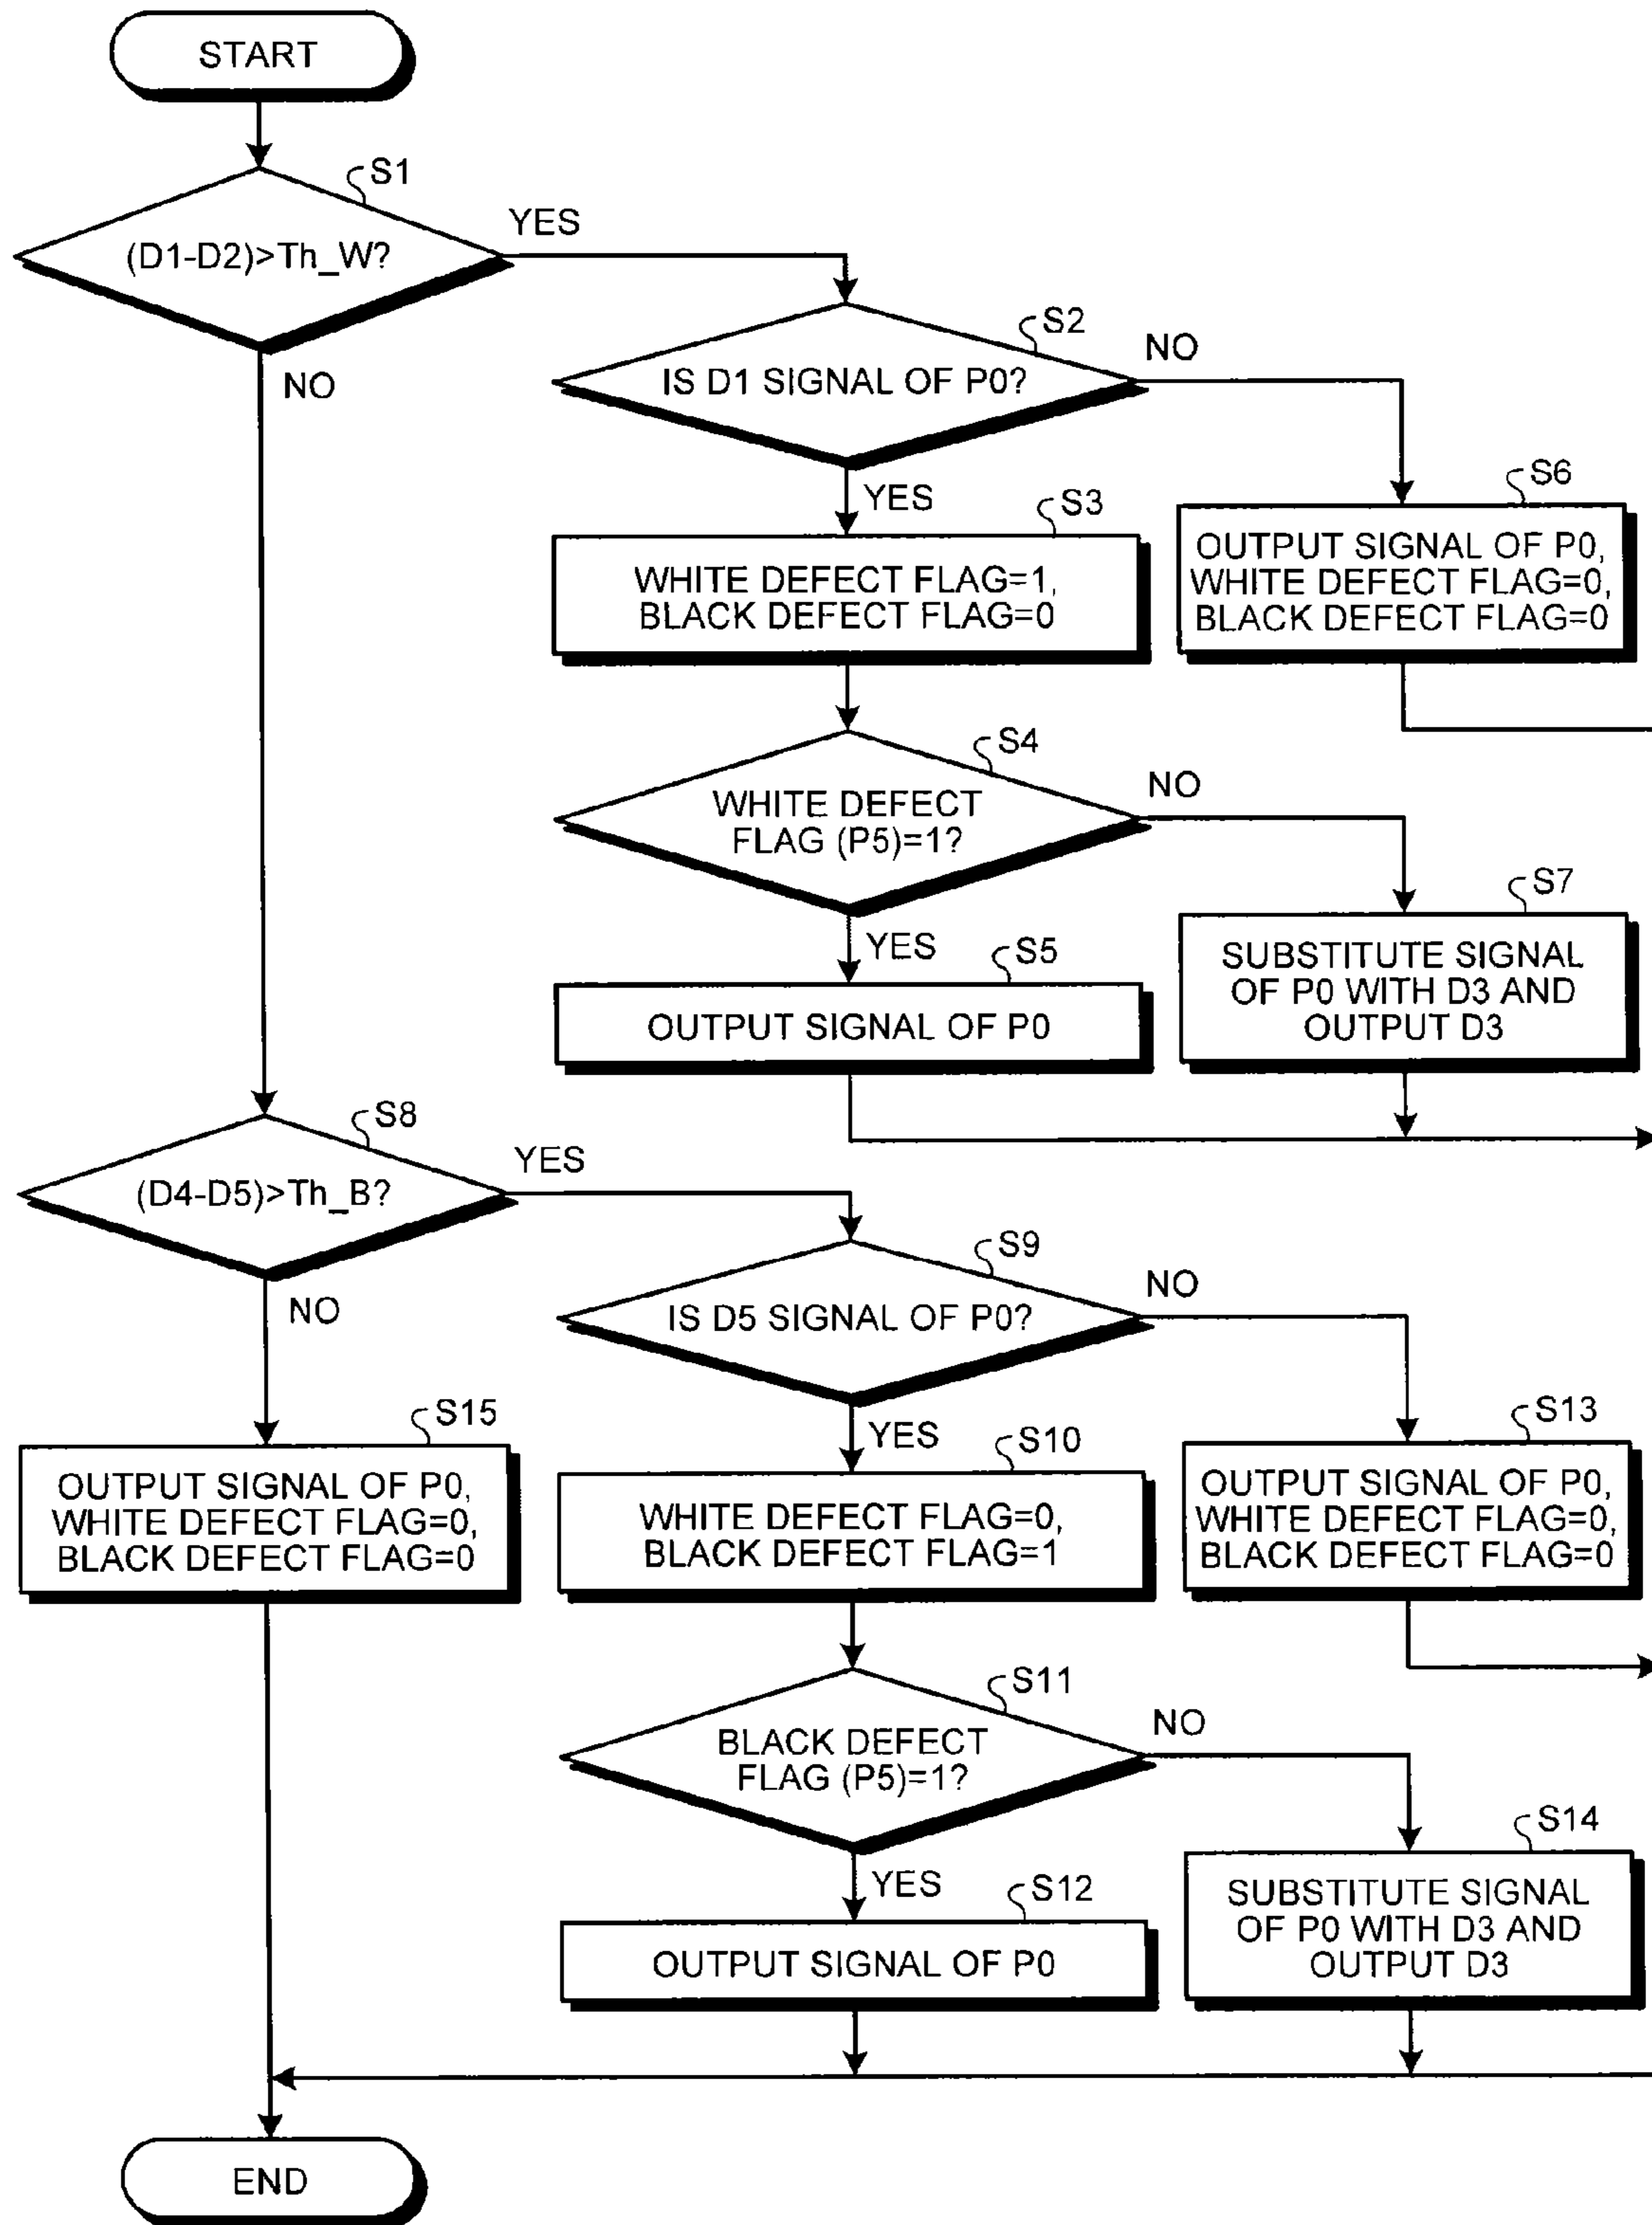 START
S1
(D1-D2)>Th_W?
YES
NO
S2
IS D1 SIGNAL OF P0?
NO
YES
S3
WHITE DEFECT FLAG=1,
BLACK DEFECT FLAG=0
S6
OUTPUT SIGNAL OF P0,
WHITE DEFECT FLAG=0,
BLACK DEFECT FLAG=0
S4
WHITE DEFECT
FLAG (P5)=1?
NO
YES
S5
OUTPUT SIGNAL OF P0
S7
SUBSTITUTE SIGNAL
OF P0 WITH D3 AND
OUTPUT D3
S8
(D4-D5)>Th_B?
YES
NO
S9
IS D5 SIGNAL OF P0?
NO
YES
S15
OUTPUT SIGNAL OF P0,
WHITE DEFECT FLAG=0,
BLACK DEFECT FLAG=0
S10
WHITE DEFECT FLAG=0,
BLACK DEFECT FLAG=1
S13
OUTPUT SIGNAL OF P0,
WHITE DEFECT FLAG=0,
BLACK DEFECT FLAG=0
S11
BLACK DEFECT
FLAG (P5)=1?
NO
YES
S12
OUTPUT SIGNAL OF P0
S14
SUBSTITUTE SIGNAL
OF P0 WITH D3 AND
OUTPUT D3
END